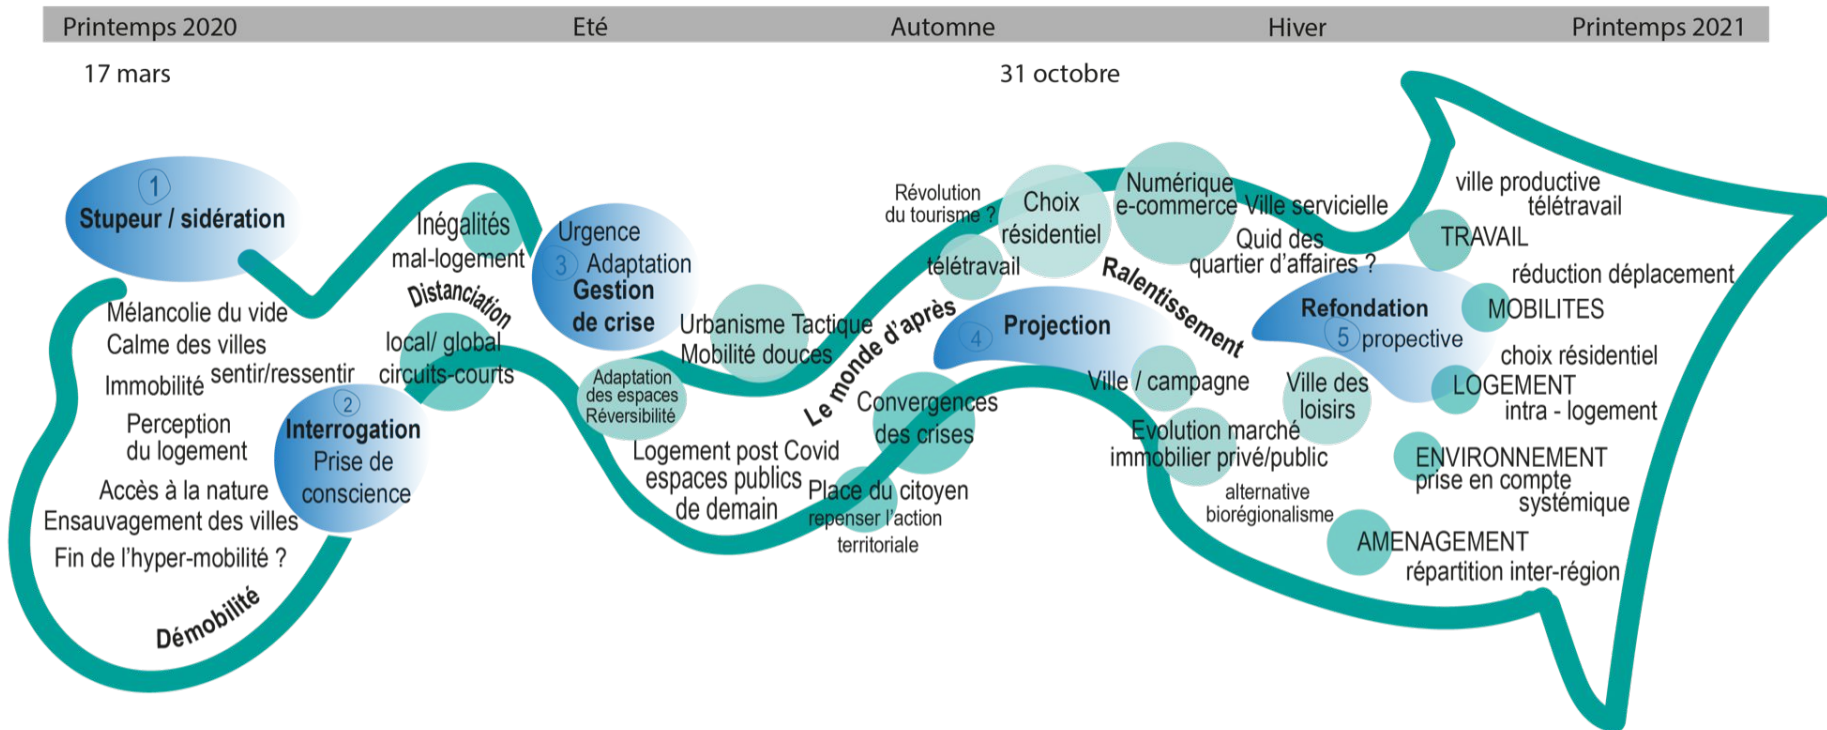 Printemps 2020
Eté
Automne
Hiver
Printemps 2021
17 mars
31 octobre
1
Stupeur / sidération
Mélancolie du vide
Calme des villes
Immobilité
sentir/ressentir
Perception
du logement
Accès à la nature
Ensauvagement des villes
Fin de l'hyper-mobilité ?
Démobilité
2
Interrogation
Prise de
conscience
Inégalités
mal-logement
Distanciation
local/ global
circuits-courts
Urgence
3 Adaptation
Gestion
de crise
Adaptation
des espaces
Réversibilité
Urbanisme Tactique
Mobilité douces
Logement post Covid
espaces publics
de demain
Le monde d'après
Convergences
des crises
Place du citoyen
repenser l'action
territoriale
Révolution
du tourisme ?
télétravail
Choix
résidentiel
Numérique
e-commerce
Ville servicielle
Quid des
quartier d'affaires ?
Ralentissement
4
Projection
Ville / campagne
Evolution marché
immobilier privé/public
alternative
biorégionalisme
Ville des
loisirs
Refondation
5 propective
ville productive
télétravail
TRAVAIL
réduction déplacement
MOBILITES
choix résidentiel
LOGEMENT
intra - logement
ENVIRONNEMENT
prise en compte
systémique
AMENAGEMENT
répartition inter-région